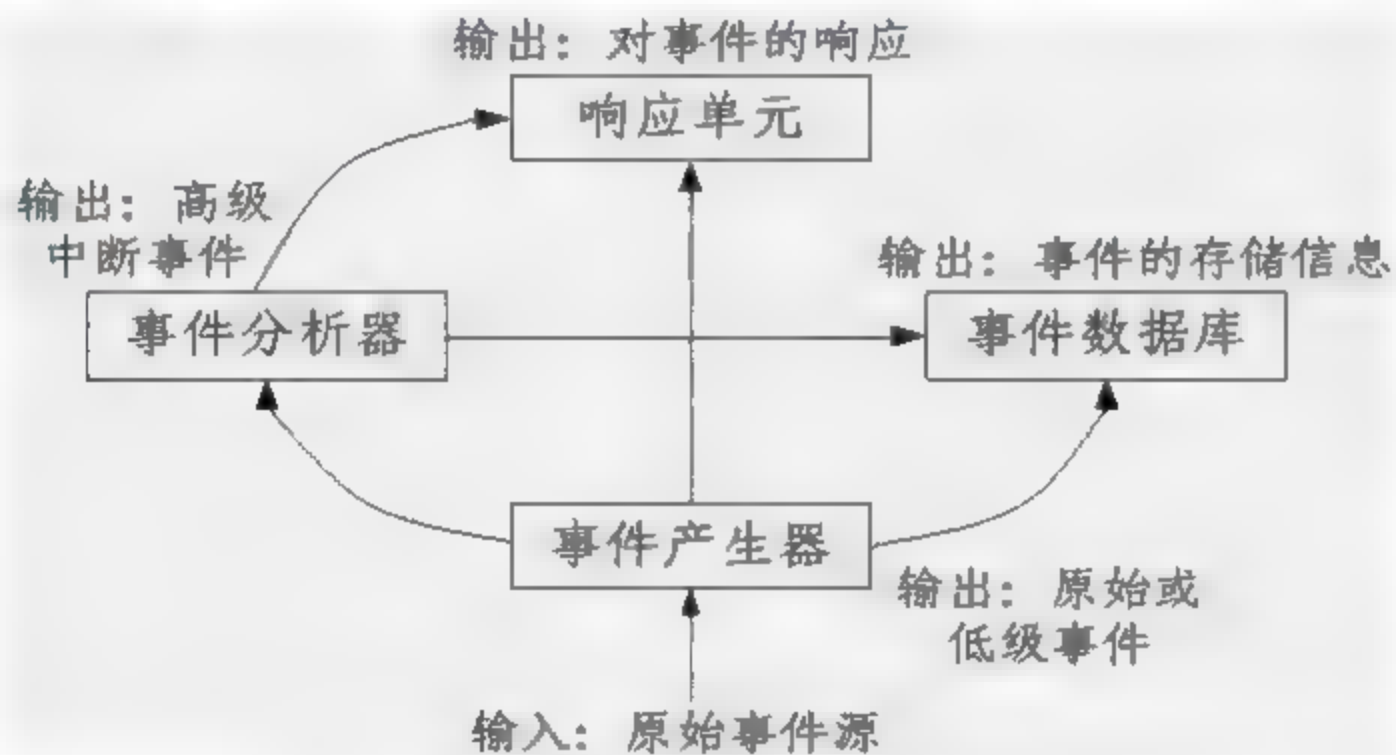 输出：对事件的响应
响应单元
输出：高级
中断事件
输出：事件的存储信息
事件分析器
事件数据库
事件产生器
输出：原始或
低级事件
输入：原始事件源